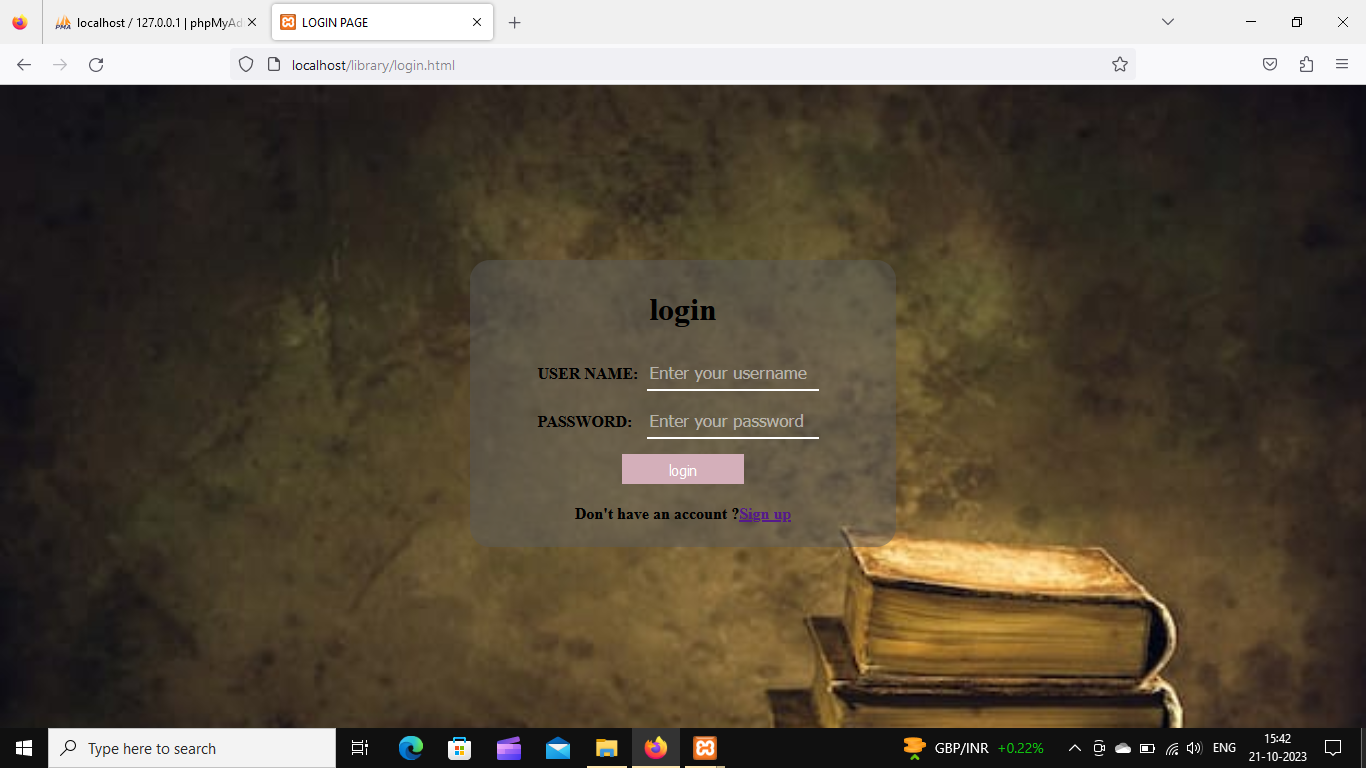 localhost / 127.0.0.1 | phpMyAd
LOGIN PAGE
localhost/library/login.html
login
USER NAME: Enter your username
PASSWORD: Enter your password
login
Don't have an account ?Sign up
Type here to search
GBP/INR +0.22%
ENG
15:42
21-10-2023